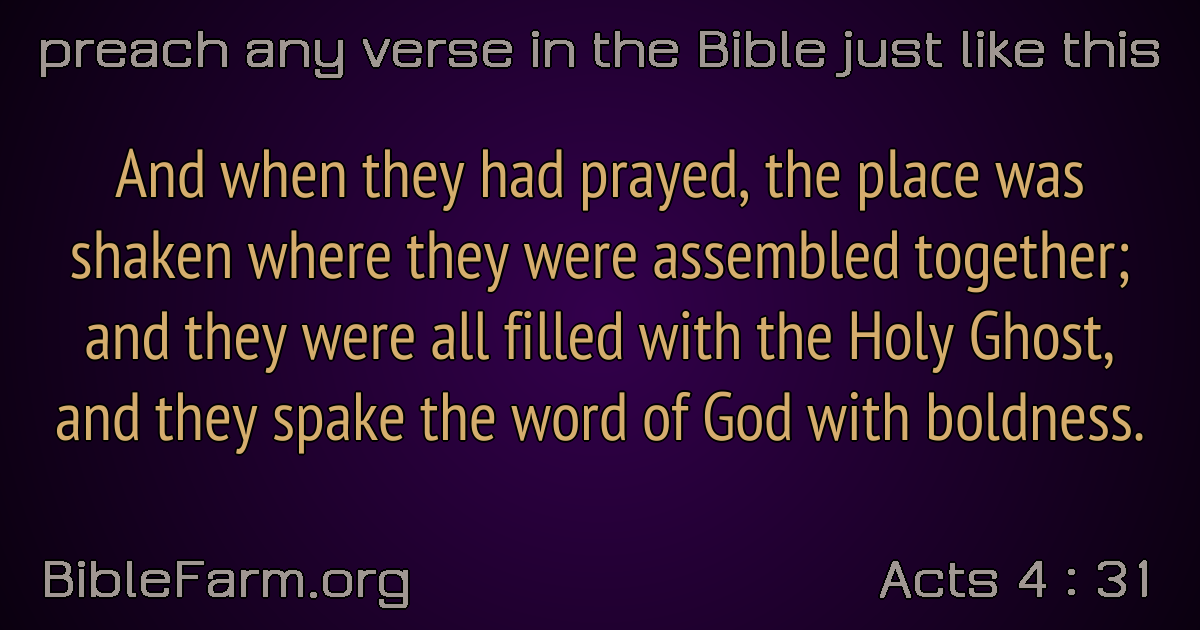 preach any verse in the Bible just like this
And when they had prayed, the place was
shaken where they were assembled together;
and they were all filled with the Holy Ghost,
and they spake the word of God with boldness.
BibleFarm.org
Acts 4 : 31